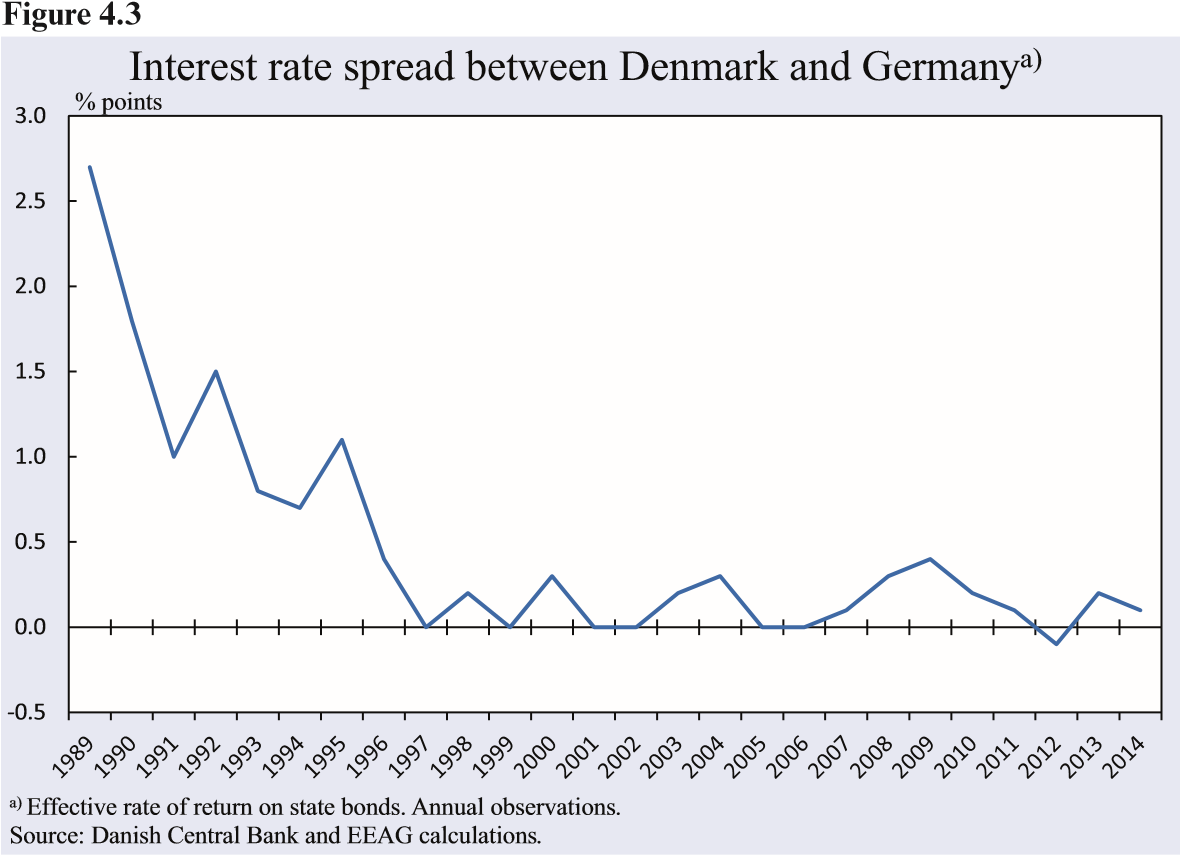 Figure 4.3
Interest rate spread between Denmark and Germanya)
% points
3.0
2.5
2.0
1.5
1.0
0.5
0.0
-0.5
1989 1990 1991 1992 1993 1994 1995 1996 1997 1998 1999 2000 2001 2002 2003 2004 2005 2006 2007 2008 2009 2010 2011 2012 2013 2014
a) Effective rate of return on state bonds. Annual observations.
Source: Danish Central Bank and EEAG calculations.